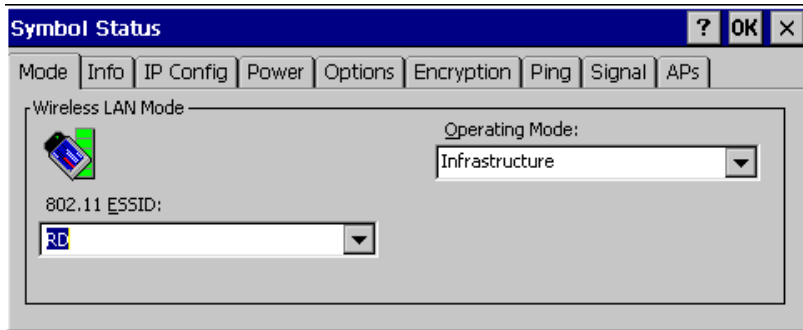 Symbol Status ? OK ×
Mode Info IP Config Power Options Encryption Ping Signal APs
Wireless LAN Mode
Operating Mode:
Infrastructure
802.11 ESSID:
RD